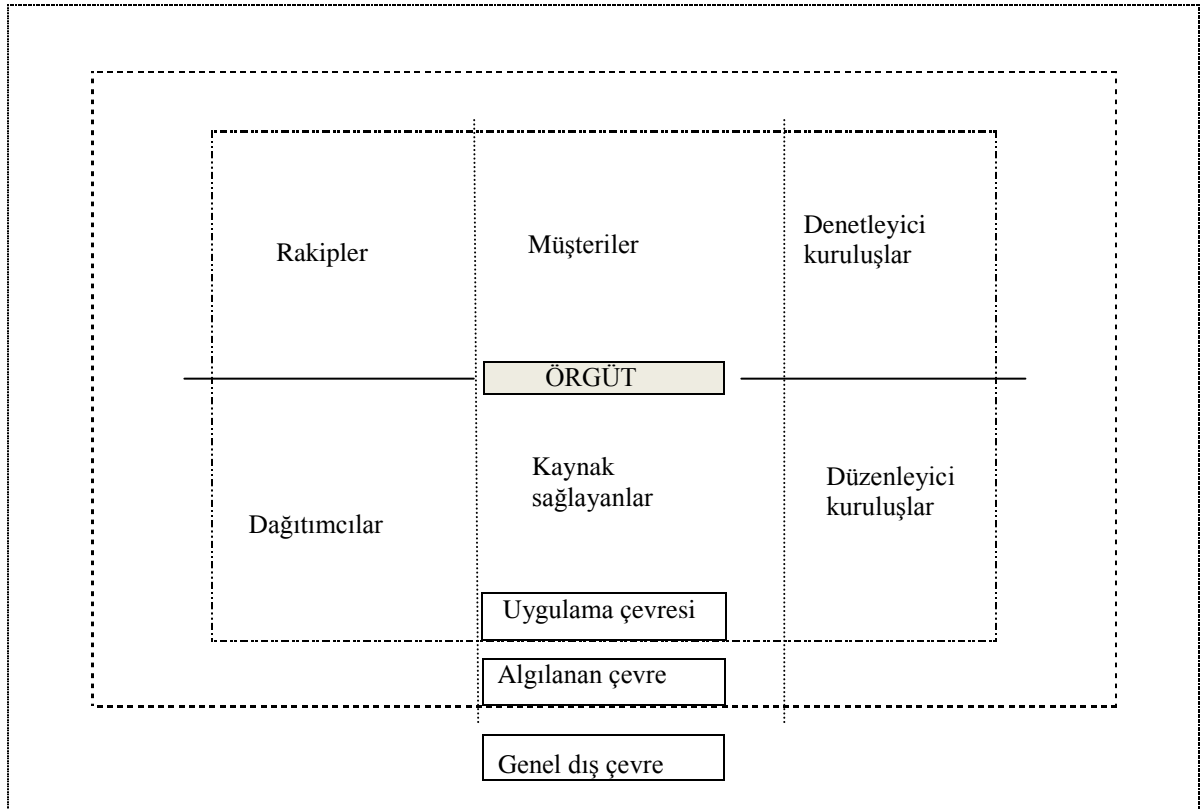 Rakipler
Müşteriler
Denetleyici
kuruluşlar
ÖRGÜT
Dağıtımcılar
Kaynak
sağlayanlar
Düzenleyici
kuruluşlar
Uygulama çevresi
Algılanan çevre
Genel dış çevre